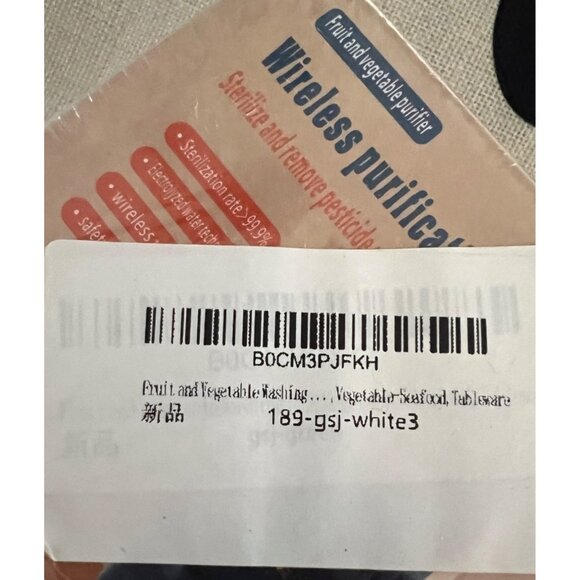 Fruit and vegetable purifier
Wireless purificat
Sterilize and remove pesticide
• Sterilization rate>99.9%
• Electrolyzed water tech
• wireless
• safet
B0CM3PJFKH
Fruit and Vegetable Washing ... , Vegetable-Seafood, Tableware
新品 189-gsj-white3